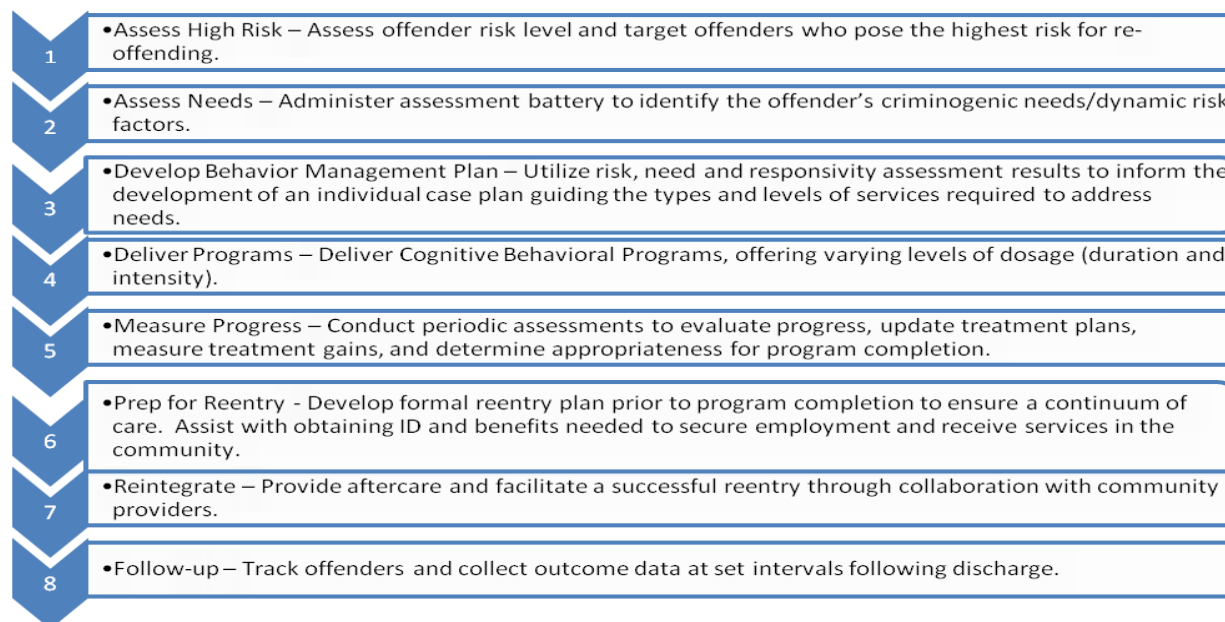 1
•Assess High Risk – Assess offender risk level and target offenders who pose the highest risk for re-
offending.
2
•Assess Needs – Administer assessment battery to identify the offender's criminogenic needs/dynamic risk
factors.
3
•Develop Behavior Management Plan – Utilize risk, need and responsivity assessment results to inform the
development of an individual case plan guiding the types and levels of services required to address
needs.
4
•Deliver Programs – Deliver Cognitive Behavioral Programs, offering varying levels of dosage (duration and
intensity).
5
•Measure Progress – Conduct periodic assessments to evaluate progress, update treatment plans,
measure treatment gains, and determine appropriateness for program completion.
6
•Prep for Reentry - Develop formal reentry plan prior to program completion to ensure a continuum of
care. Assist with obtaining ID and benefits needed to secure employment and receive services in the
community.
7
•Reintegrate – Provide aftercare and facilitate a successful reentry through collaboration with community
providers.
8
•Follow-up – Track offenders and collect outcome data at set intervals following discharge.